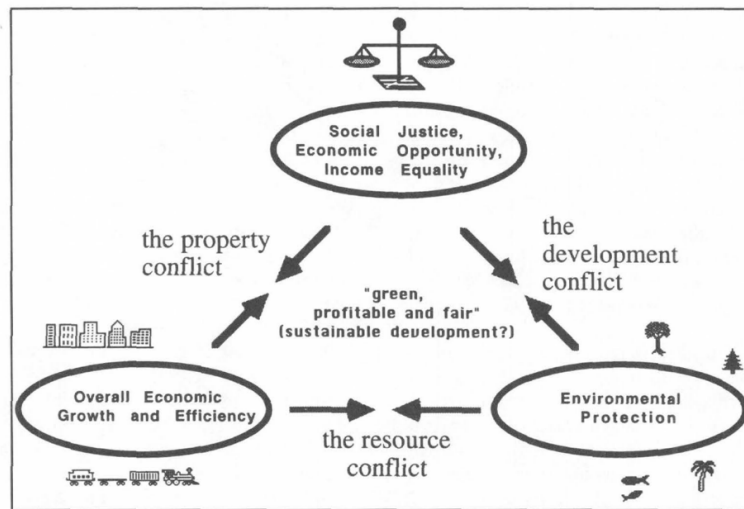 Social Justice,
Economic Opportunity,
Income Equality
the property
conflict
the
development
conflict
"green,
profitable and fair"
(sustainable development?)
Overall Economic
Growth and Efficiency
Environmental
Protection
the resource
conflict